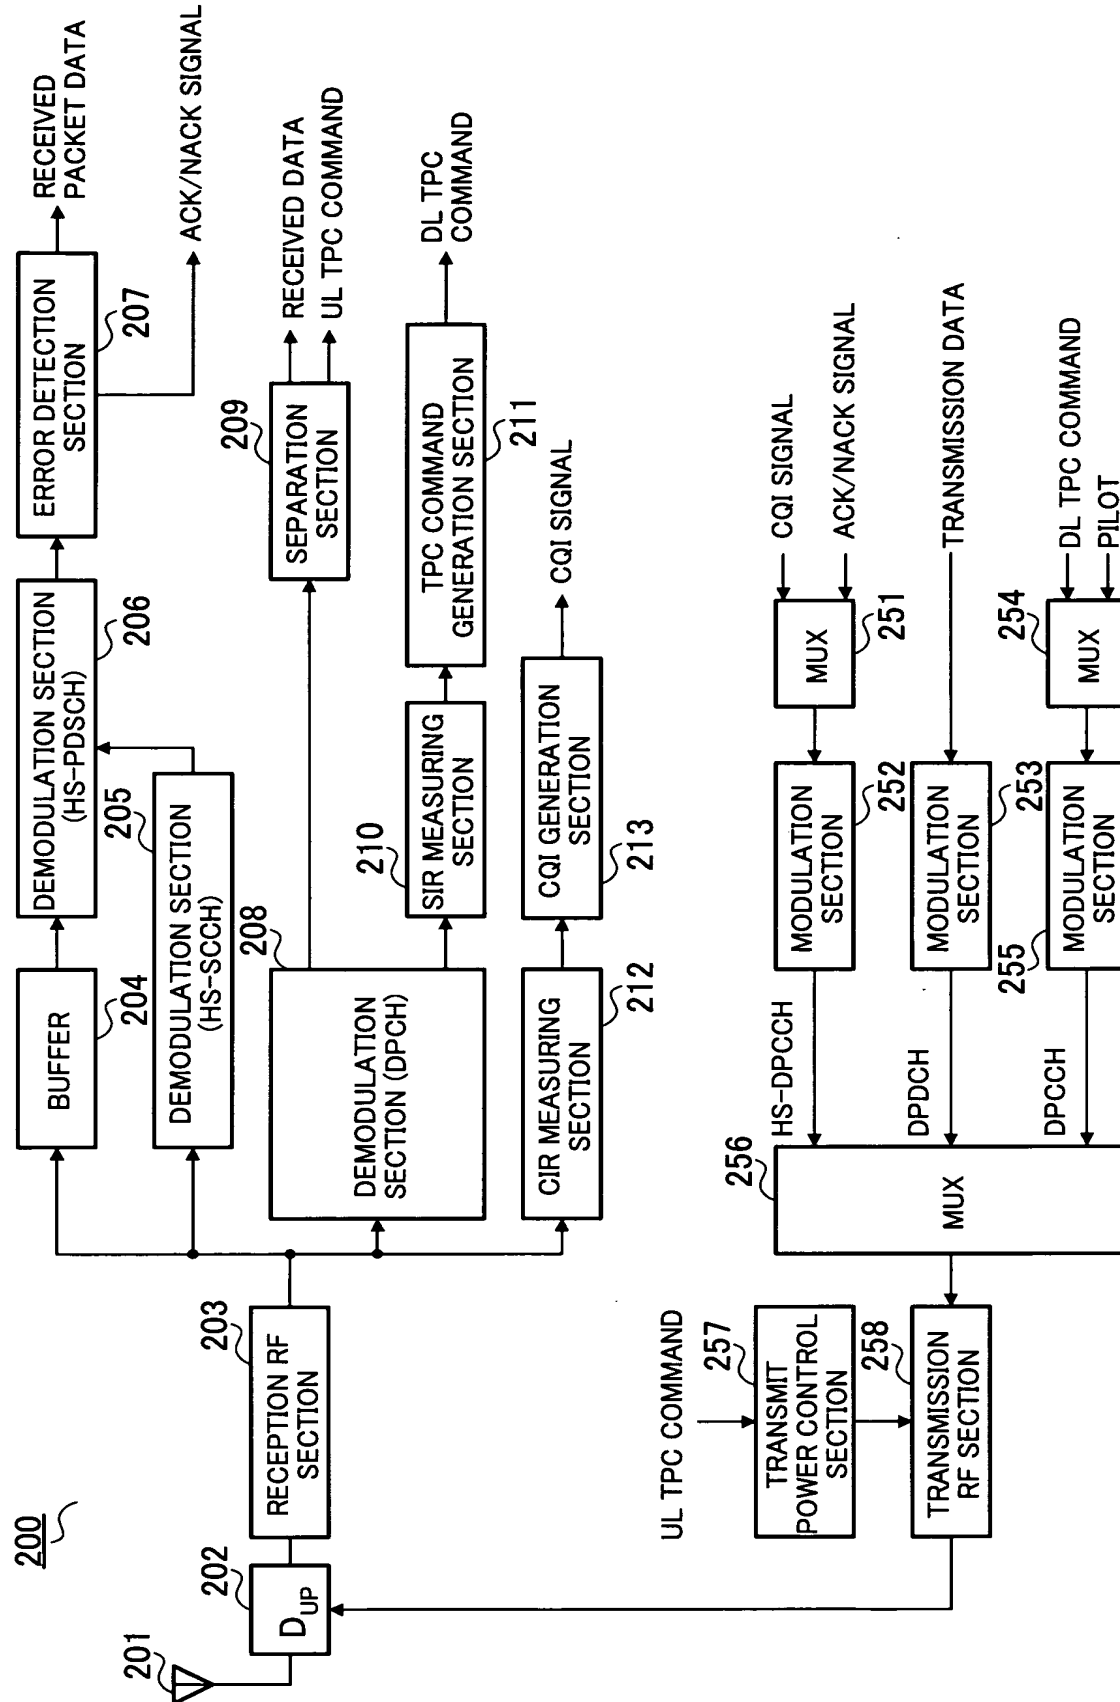 200
201
202
D UP
203
RECEPTION RF
SECTION
BUFFER
204
DEMODULATION SECTION
(HS-PDSCH)
206
ERROR DETECTION
SECTION
207
RECEIVED
PACKET DATA
ACK/NACK SIGNAL
205
DEMODULATION SECTION
(HS-SCCH)
208
DEMODULATION
SECTION (DPCH)
209
SEPARATION
SECTION
RECEIVED DATA
UL TPC COMMAND
210
SIR MEASURING
SECTION
TPC COMMAND
GENERATION SECTION
211
DL TPC
COMMAND
CIR MEASURING
SECTION
212
CQI GENERATION
SECTION
213
CQI SIGNAL
UL TPC COMMAND
257
TRANSMIT
POWER CONTROL
SECTION
258
TRANSMISSION
RF SECTION
256
MUX
HS-DPCCH
DPDCH
DPCCH
MODULATION
SECTION
252
MUX
251
CQI SIGNAL
ACK/NACK SIGNAL
MODULATION
SECTION
253
TRANSMISSION DATA
255
MODULATION
SECTION
254
MUX
DL TPC COMMAND
PILOT